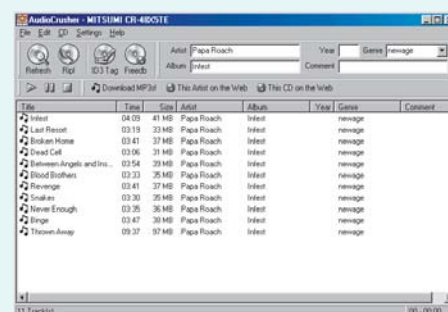 AudioCrusher - MITSUMI CR-48X5TE
File Edit CD Settings Help
Refresh Rip! ID3 Tag Freedb
Artist Papa Roach Year Genre newage
Album Infest Comment
Download MP3s! This Artist on the Web This CD on the Web
Title Time Size Artist Album Year Genre Comment
Infest 04:09 41 MB Papa Roach Infest newage
Last Resort 03:19 33 MB Papa Roach Infest newage
Broken Home 03:41 37 MB Papa Roach Infest newage
Dead Cell 03:06 31 MB Papa Roach Infest newage
Between Angels and Ins... 03:54 39 MB Papa Roach Infest newage
Blood Brothers 03:33 35 MB Papa Roach Infest newage
Revenge 03:41 37 MB Papa Roach Infest newage
Snakes 03:30 35 MB Papa Roach Infest newage
Never Enough 03:35 36 MB Papa Roach Infest newage
Binge 03:47 38 MB Papa Roach Infest newage
Thrown Away 09:37 97 MB Papa Roach Infest newage